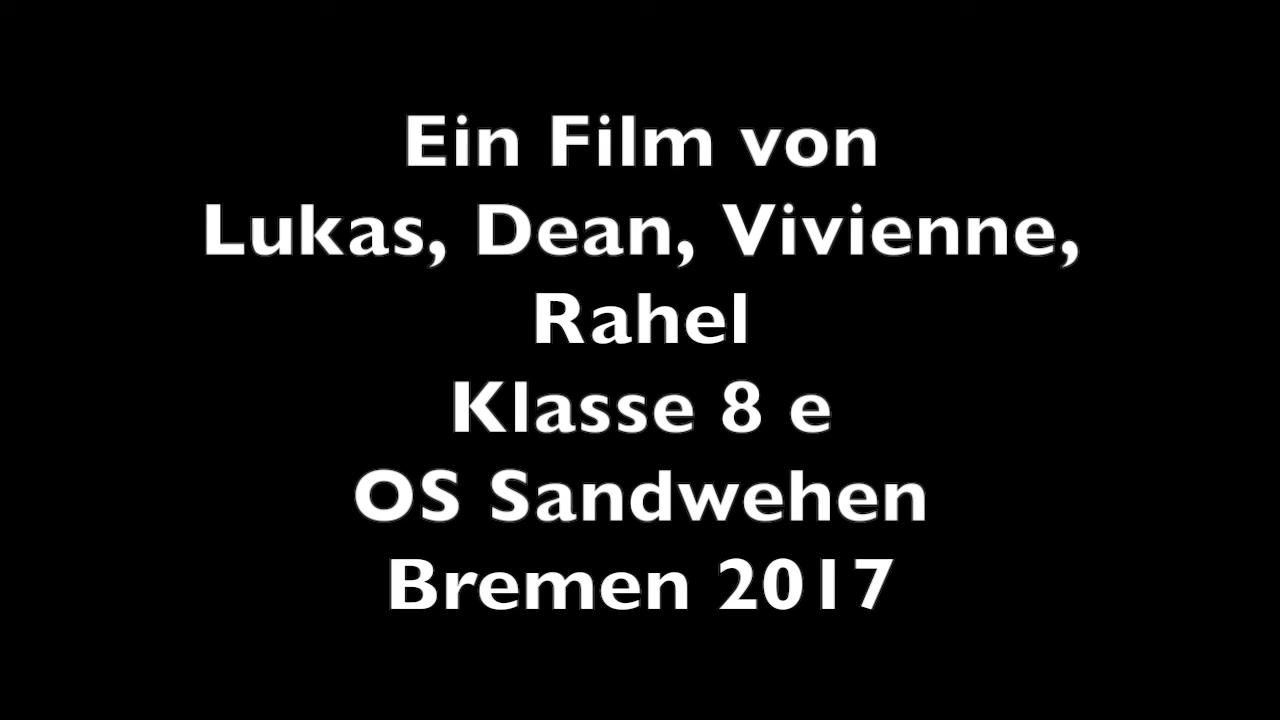 Ein Film von
Lukas, Dean, Vivienne,
Rahel
Klasse 8 e
OS Sandwehen
Bremen 2017